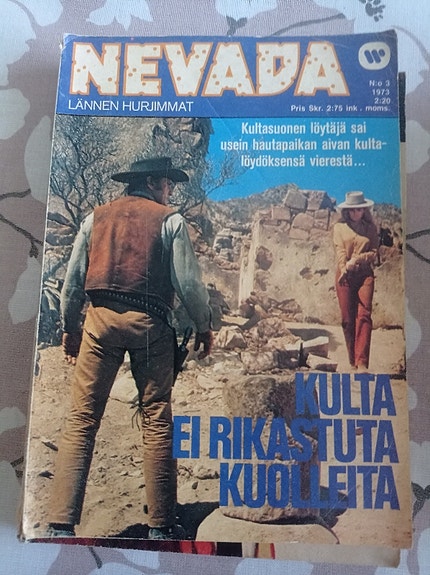 NEVADA
LÄNNEN HURJIMMAT
W
N:o 3
1973
2:20
Pris Skr. 2:75 ink. moms.
Kultasuonen löytäjä sai
usein hautapaikan aivan kulta-
löydöksensä vierestä...
KULTA
EI RIKASTUTA
KUOLLEITA